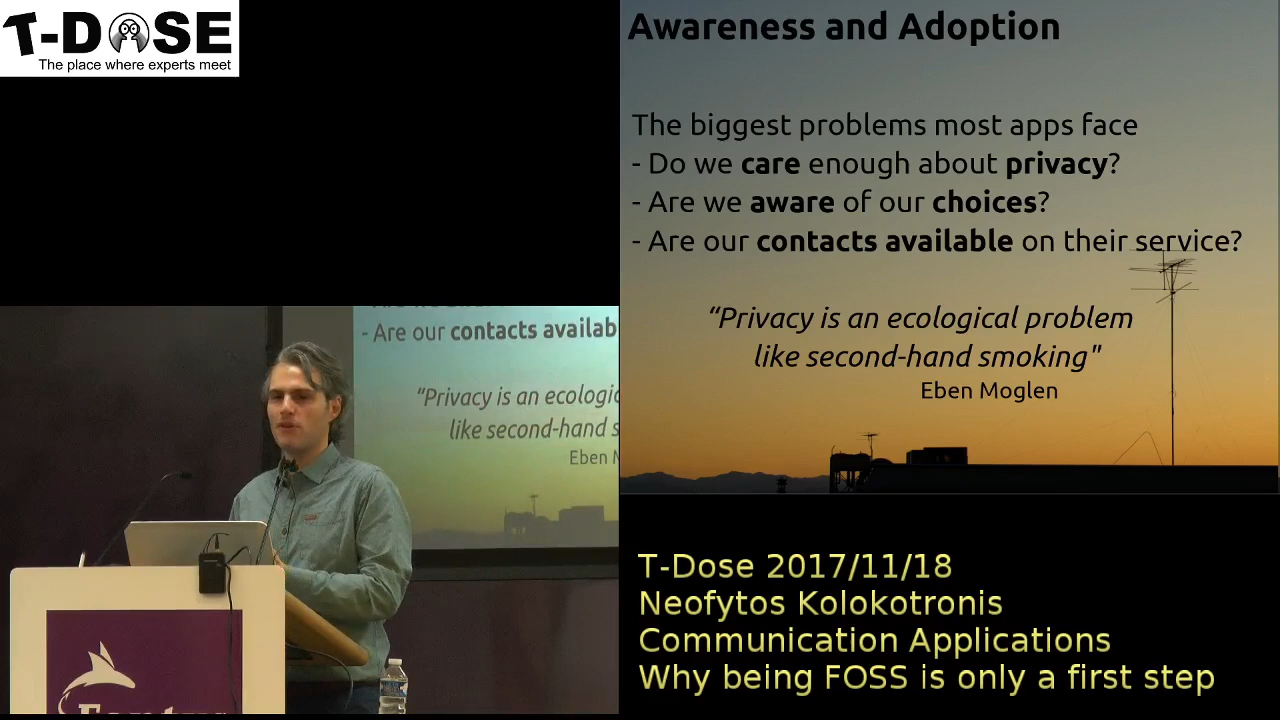 T-DOSE
The place where experts meet
Awareness and Adoption
The biggest problems most apps face
- Do we care enough about privacy?
- Are we aware of our choices?
- Are our contacts available on their service?
“Privacy is an ecological problem
like second-hand smoking"
Eben Moglen
- Are our contacts availab
“Privacy is an ecologic
like second-hand s
Eben M
T-Dose 2017/11/18
Neofytos Kolokotronis
Communication Applications
Why being FOSS is only a first step